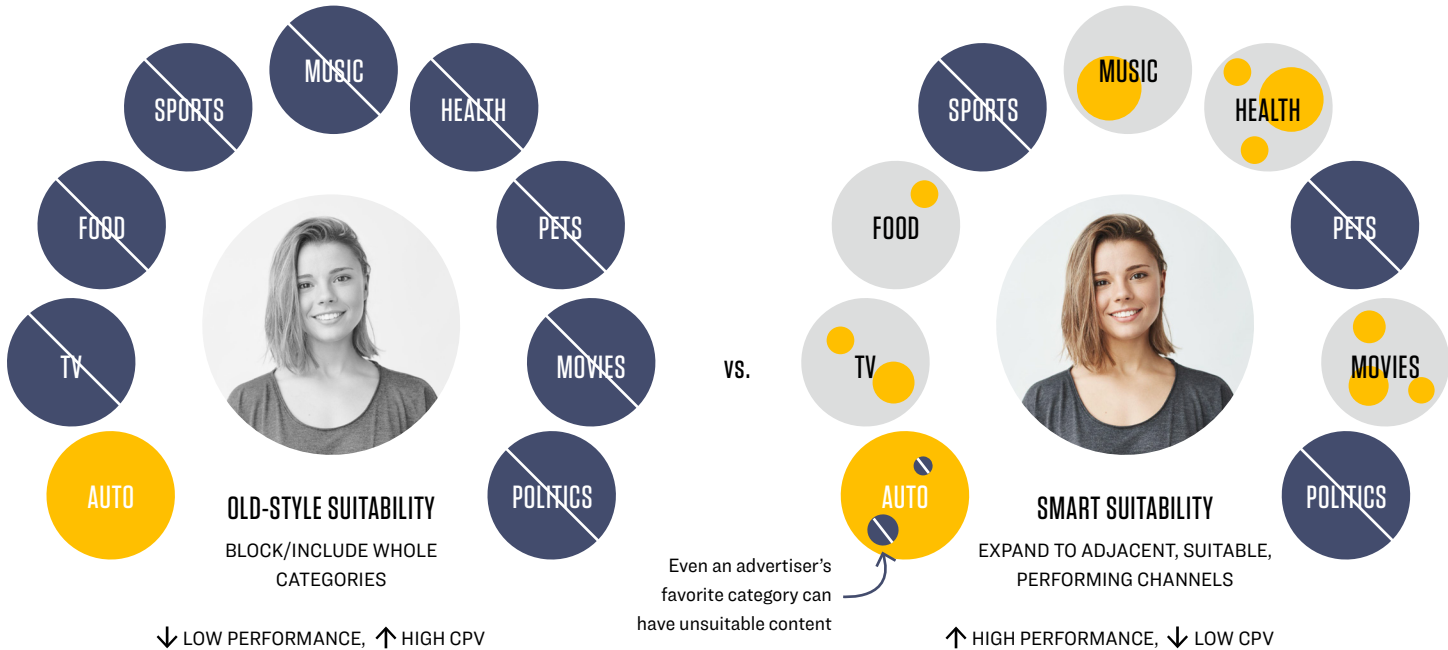 MUSIC
SPORTS
HEALTH
FOOD
PETS
TV
MOVIES
AUTO
POLITICS
OLD-STYLE SUITABILITY
BLOCK/INCLUDE WHOLE
CATEGORIES
↓ LOW PERFORMANCE, ↑ HIGH CPV
VS.
MUSIC
SPORTS
HEALTH
FOOD
PETS
TV
MOVIES
AUTO
POLITICS
SMART SUITABILITY
EXPAND TO ADJACENT, SUITABLE,
PERFORMING CHANNELS
Even an advertiser's
favorite category can
have unsuitable content
↑ HIGH PERFORMANCE, ↓ LOW CPV